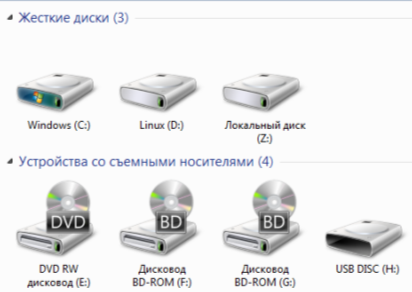 Жесткие диски (3)
Windows (C:)
Linux (D:)
Локальный диск
(Z:)
Устройства со съемными носителями (4)
DVD
BD
BD
DVD RW
дисковод (E:)
Дисковод
BD-ROM (F:)
Дисковод
BD-ROM (G:)
USB DISC (H:)